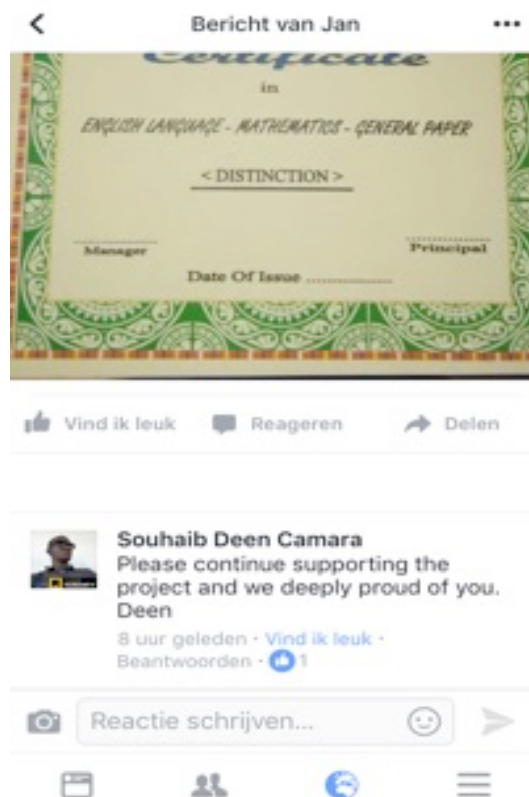 Bericht van Jan
Certificate
in
ENGLISH LANGUAGE - MATHEMATICS - GENERAL PAPER
< DISTINCTION >
Manager
Principal
Date Of Issue ................
Vind ik leuk
Reageren
Delen
Souhaib Deen Camara
Please continue supporting the
project and we deeply proud of you.
Deen
8 uur geleden · Vind ik leuk ·
Beantwoorden · 1
Reactie schrijven...